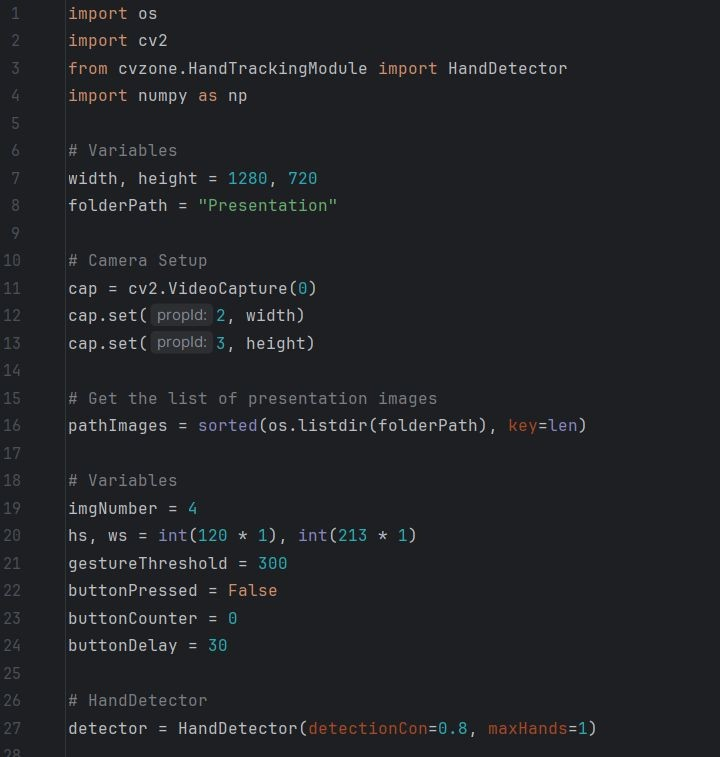 1 import os
2 import cv2
3 from cvzone.HandTrackingModule import HandDetector
4 import numpy as np
5
6 # Variables
7 width, height = 1280, 720
8 folderPath = "Presentation"
9
10 # Camera Setup
11 cap = cv2.VideoCapture(0)
12 cap.set( propId: 2, width)
13 cap.set( propId: 3, height)
14
15 # Get the list of presentation images
16 pathImages = sorted(os.listdir(folderPath), key=len)
17
18 # Variables
19 imgNumber = 4
20 hs, ws = int(120 * 1), int(213 * 1)
21 gestureThreshold = 300
22 buttonPressed = False
23 buttonCounter = 0
24 buttonDelay = 30
25
26 # HandDetector
27 detector = HandDetector(detectionCon=0.8, maxHands=1)
28